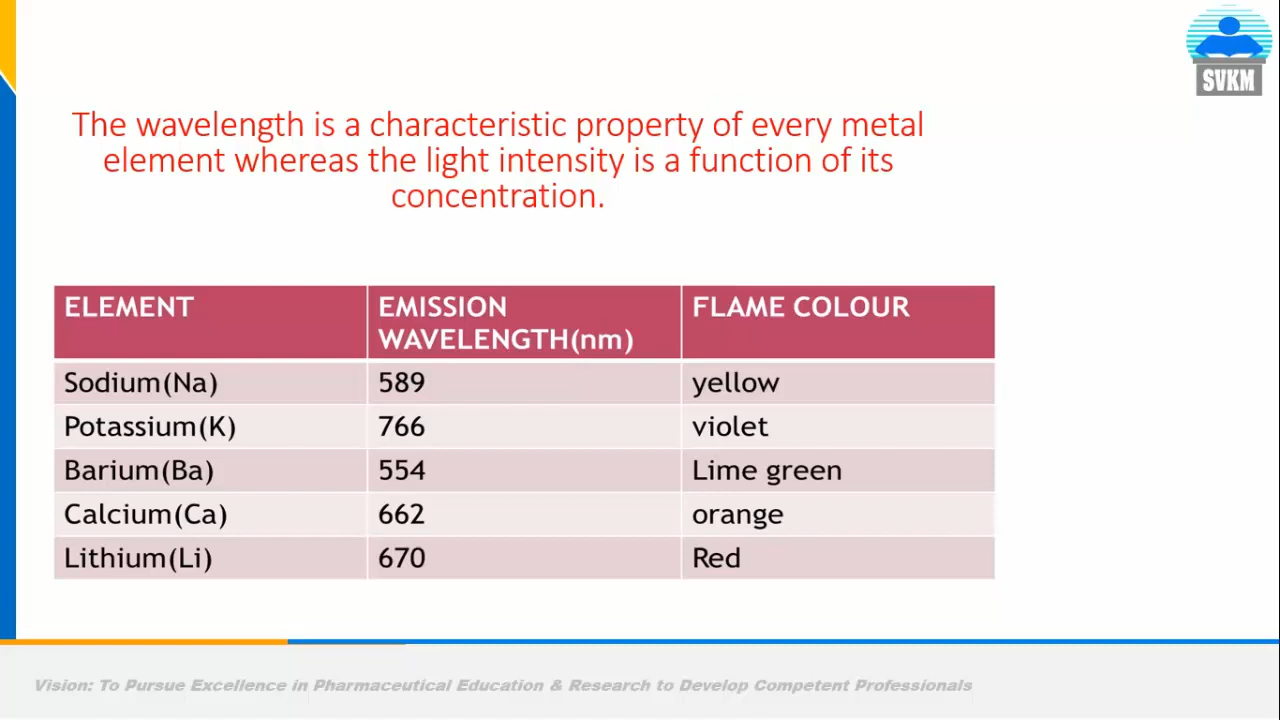 SVKM
The wavelength is a characteristic property of every metal
element whereas the light intensity is a function of its
concentration.
ELEMENT
EMISSION
WAVELENGTH(nm)
FLAME COLOUR
Sodium(Na) 589 yellow
Potassium(K) 766 violet
Barium(Ba) 554 Lime green
Calcium(Ca) 662 orange
Lithium(Li) 670 Red
Vision: To Pursue Excellence in Pharmaceutical Education & Research to Develop Competent Professionals